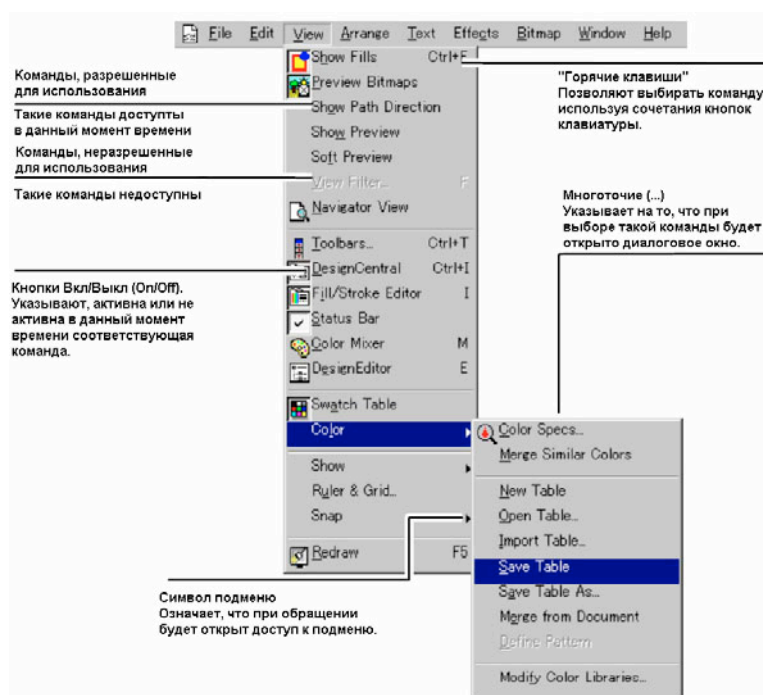 File Edit View Arrange Text Effects Bitmap Window Help
Show Fills Ctrl+F
Preview Bitmaps
Show Path Direction
Show Preview
Soft Preview
View Filter... F
Navigator View
Toolbars... Ctrl+T
DesignCentral Ctrl+I
Fill/Stroke Editor I
Status Bar
Color Mixer M
DesignEditor E
Swatch Table
Color
Show
Ruler & Grid...
Snap
Redraw F5
Color Specs...
Merge Similar Colors
New Table
Open Table...
Import Table...
Save Table
Save Table As...
Merge from Document
Define Pattern
Modify Color Libraries...
Команды, разрешенные
для использования
Такие команды доступты
в данный момент времени
Команды, неразрешенные
для использования
Такие команды недоступны
Кнопки Вкл/Выкл (On/Off).
Указывают, активна или не
активна в данный момент
времени соответствующая
команда.
"Горячие клавиши"
Позволяют выбирать команду
используя сочетания кнопок
клавиатуры.
Многоточие (...)
Указывает на то, что при
выборе такой команды будет
открыто диалоговое окно.
Символ подменю
Означает, что при обращении
будет открыт доступ к подменю.